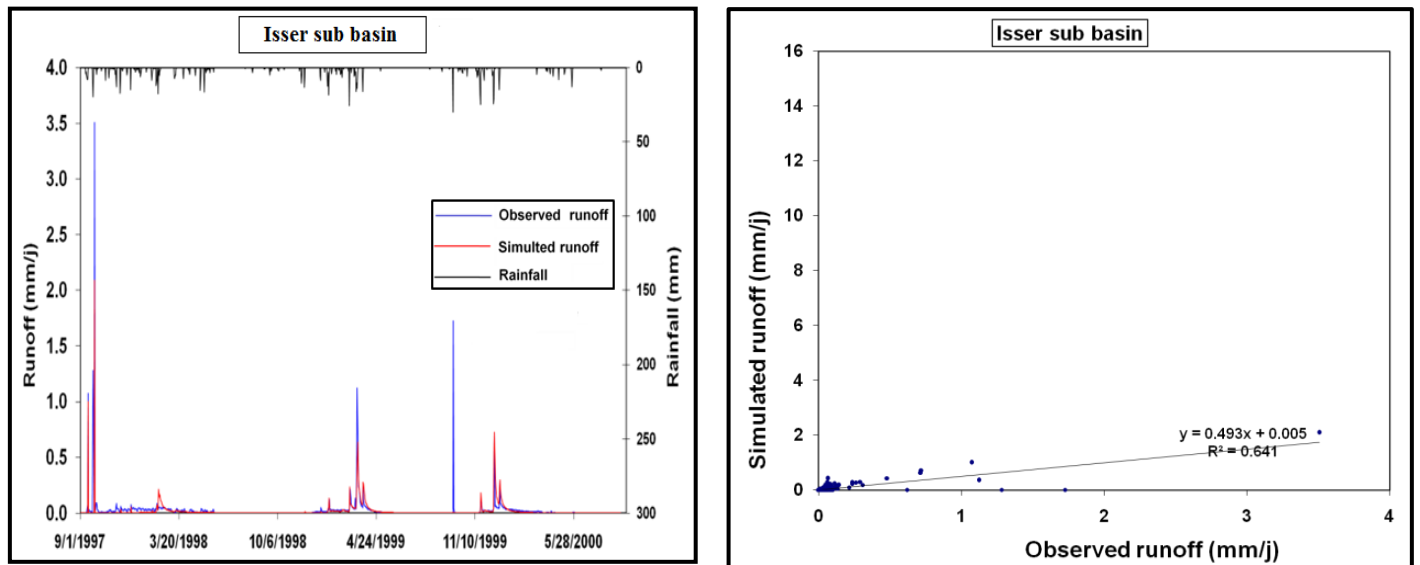 Isser sub basin
4.0
3.5
3.0
2.5
2.0
1.5
1.0
0.5
0.0
Runoff (mm/j)
0
50
100
150
200
250
300
Rainfall (mm)
Observed runoff
Simulted runoff
Rainfall
9/1/1997 3/20/1998 10/6/1998 4/24/1999 11/10/1999 5/28/2000
Isser sub basin
16
14
12
10
8
6
4
2
0
Simulated runoff (mm/j)
y = 0.493x + 0.005
R² = 0.641
0 1 2 3 4
Observed runoff (mm/j)